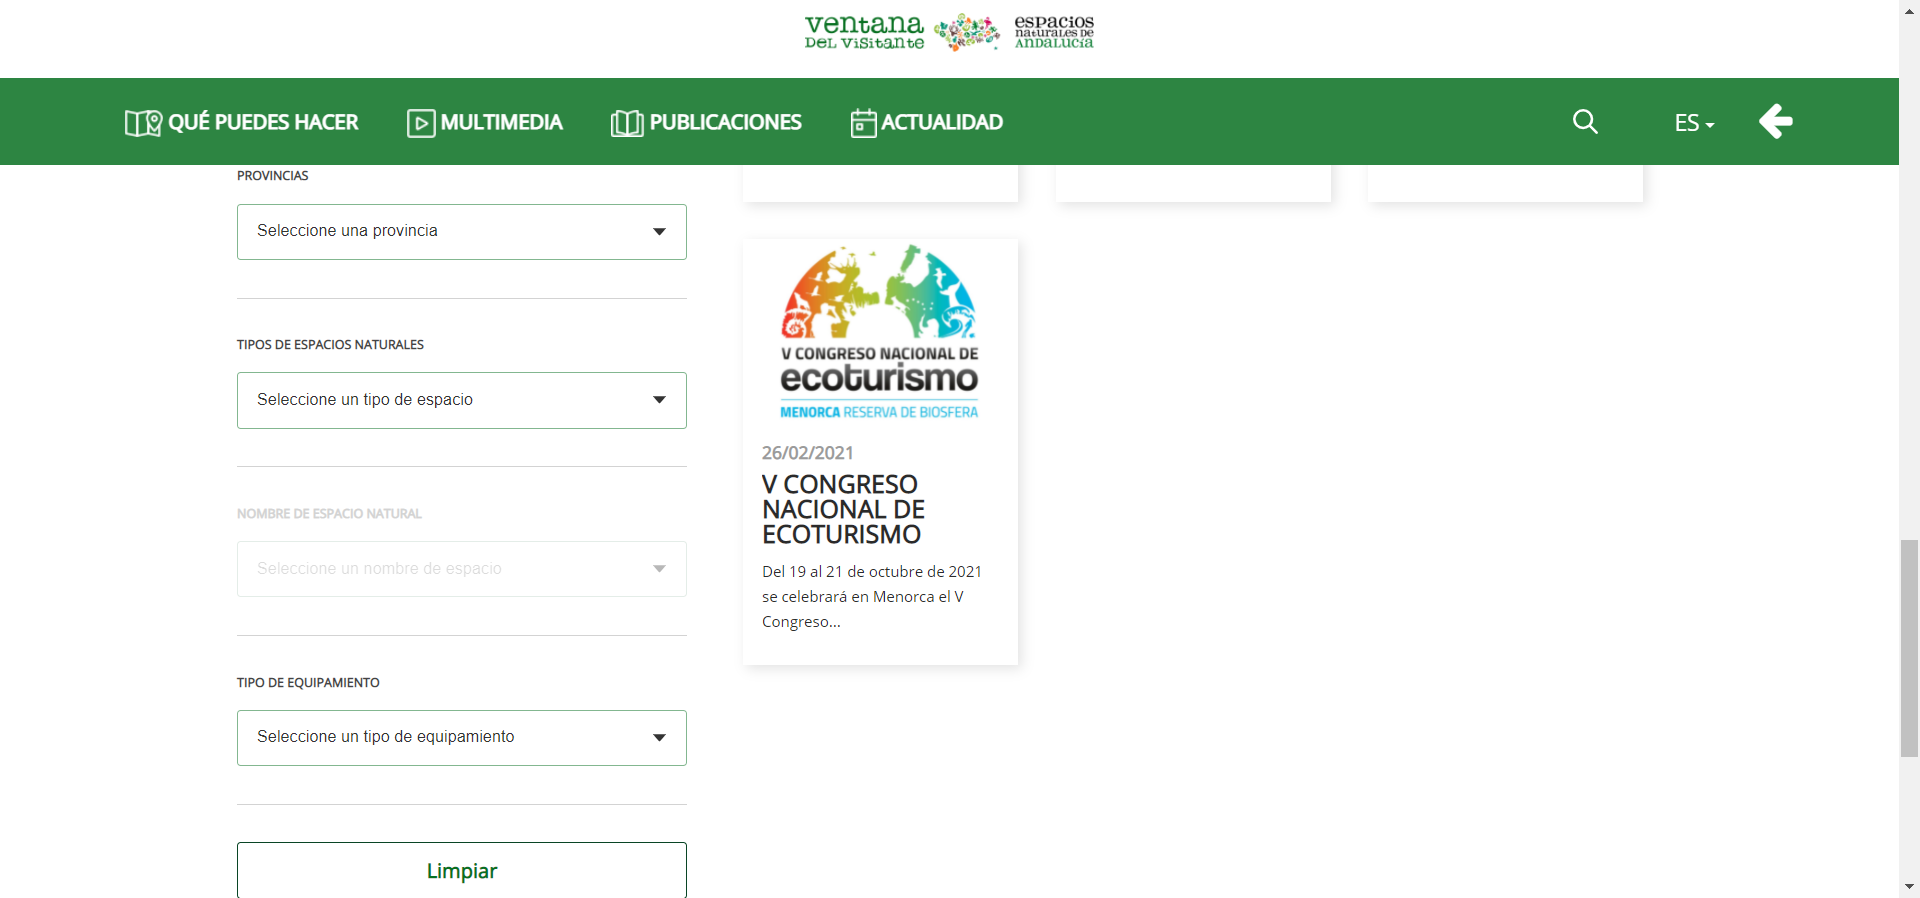 ventana
DEL VISITANTE
espacios
naturales de
ANDALUCÍA
QUÉ PUEDES HACER
MULTIMEDIA
PUBLICACIONES
ACTUALIDAD
ES
PROVINCIAS
Seleccione una provincia
TIPOS DE ESPACIOS NATURALES
Seleccione un tipo de espacio
NOMBRE DE ESPACIO NATURAL
Seleccione un nombre de espacio
TIPO DE EQUIPAMIENTO
Seleccione un tipo de equipamiento
Limpiar
V CONGRESO NACIONAL DE
ecoturismo
MENORCA RESERVA DE BIOSFERA
26/02/2021
V CONGRESO
NACIONAL DE
ECOTURISMO
Del 19 al 21 de octubre de 2021
se celebrará en Menorca el V
Congreso...